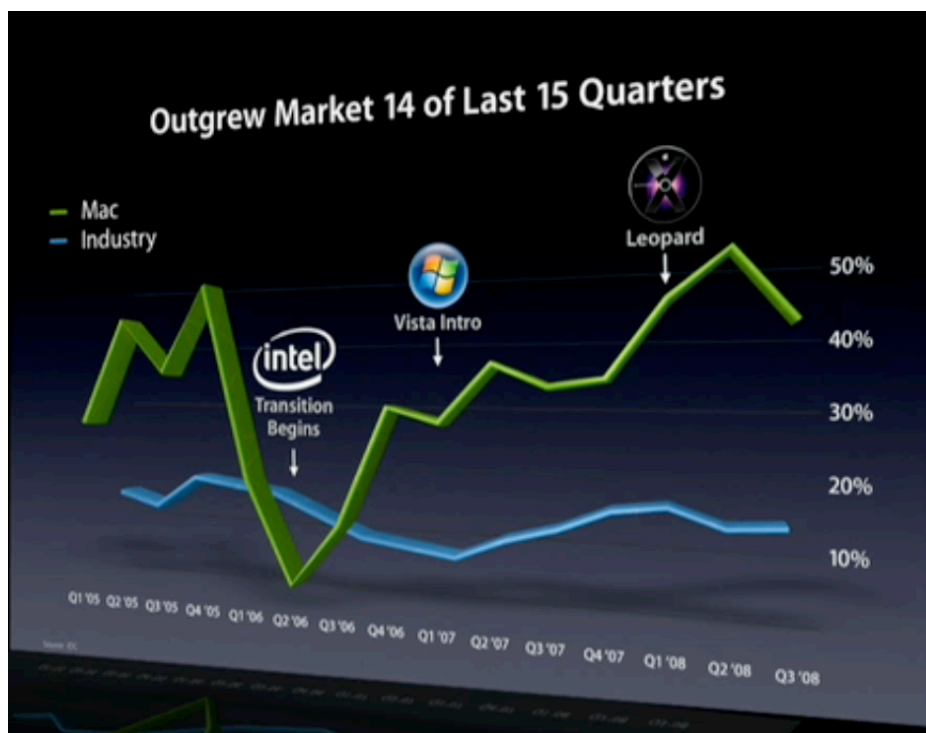 Outgrew Market 14 of Last 15 Quarters
Mac
Industry
Leopard
50%
Vista Intro
40%
intel
Transition
Begins
30%
20%
10%
Q1 '05 Q2 '05 Q3 '05 Q4 '05 Q1 '06 Q2 '06 Q3 '06 Q4 '06 Q1 '07 Q2 '07 Q3 '07 Q4 '07 Q1 '08 Q2 '08 Q3 '08
Source: IDC